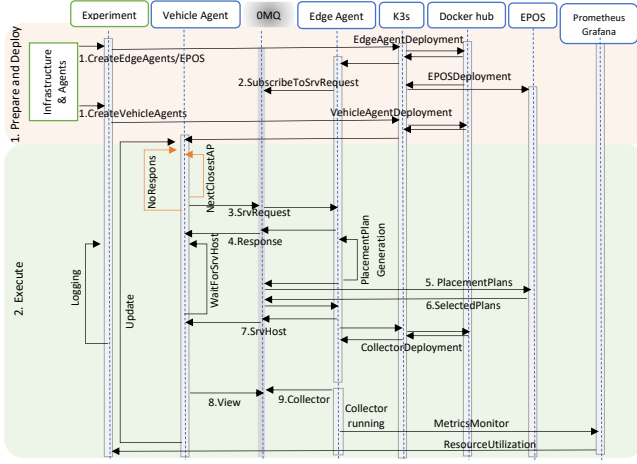 Experiment
Vehicle Agent
0MQ
Edge Agent
K3s
Docker hub
EPOS
Prometheus
Grafana
1. Prepare and Deploy
Infrastructure
& Agents
1.CreateEdgeAgents/EPOS
EdgeAgentDeployment
2.SubscribeToSrvRequest
EPOSDeployment
1.CreateVehicleAgents
VehicleAgentDeployment
2. Execute
NoRespons
NextClosestAP
3.SrvRequest
4.Response
WaitForSrvHost
PlacementPlan
Generation
Logging
Update
5. PlacementPlans
6.SelectedPlans
7.SrvHost
CollectorDeployment
8.View
9.Collector
Collector
running
MetricsMonitor
ResourceUtilization